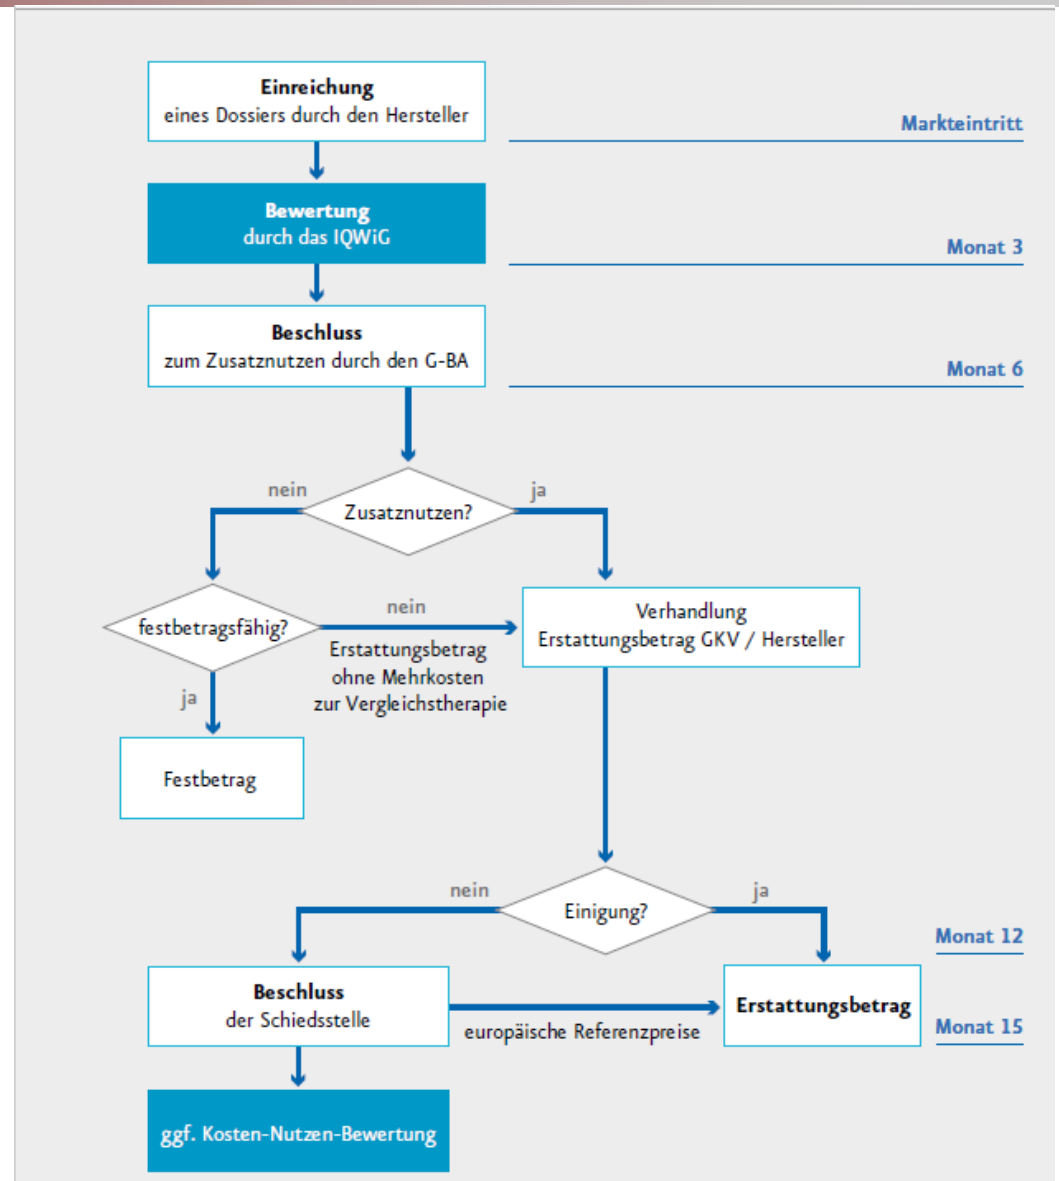 Einreichung
eines Dossiers durch den Hersteller
Markteintritt
Bewertung
durch das IQWiG
Monat 3
Beschluss
zum Zusatznutzen durch den G-BA
Monat 6
nein
ja
Zusatznutzen?
festbetragsfähig?
nein
Erstattungsbetrag
ohne Mehrkosten
zur Vergleichstherapie
Verhandlung
Erstattungsbetrag GKV / Hersteller
ja
Festbetrag
nein
ja
Einigung?
Monat 12
Beschluss
der Schiedsstelle
europäische Referenzpreise
Erstattungsbetrag
Monat 15
ggf. Kosten-Nutzen-Bewertung